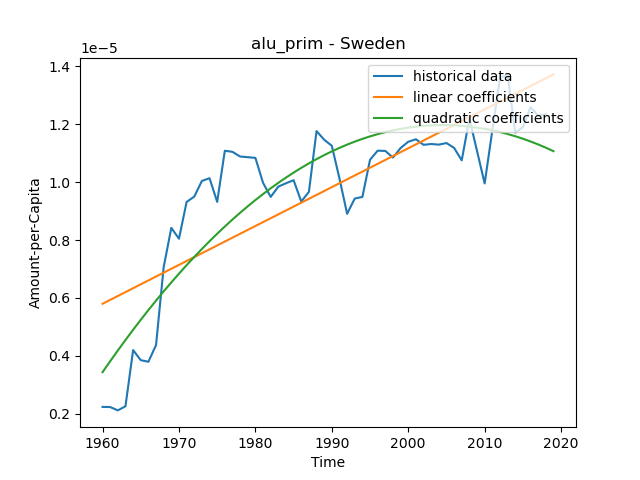 alu_prim - Sweden
1e−5
1.4
1.2
1.0
0.8
0.6
0.4
0.2
Amount-per-Capita
historical data
linear coefficients
quadratic coefficients
1960 1970 1980 1990 2000 2010 2020
Time